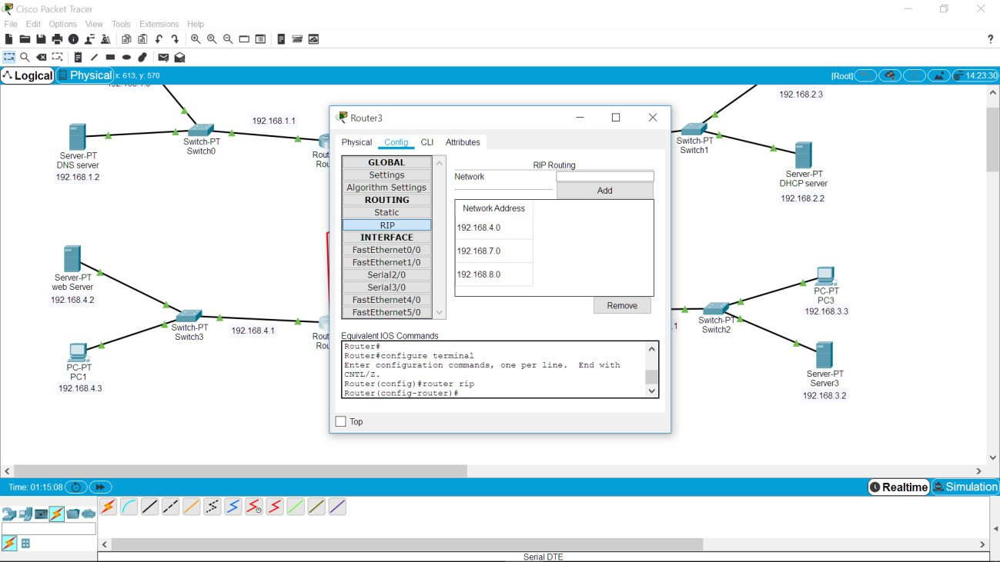 Cisco Packet Tracer
File Edit Options View Tools Extensions Help
?
Logical Physical x: 613, y: 570 [Root] 14:23:30
192.168.1.1
Switch-PT
Switch0
Server-PT
DNS server
192.168.1.2
192.168.2.3
Switch-PT
Switch1
Server-PT
DHCP server
192.168.2.2
Rout
Rou
Server-PT
web Server
192.168.4.2
Switch-PT
Switch3
192.168.4.1
Rout
Rou
PC-PT
PC1
192.168.4.3
Router3
Physical Config CLI Attributes
GLOBAL
Settings
Algorithm Settings
ROUTING
Static
RIP
INTERFACE
FastEthernet0/0
FastEthernet1/0
Serial2/0
Serial3/0
FastEthernet4/0
FastEthernet5/0
RIP Routing
Network
Add
Network Address
192.168.4.0
192.168.7.0
192.168.8.0
Remove
Equivalent IOS Commands
Router#
Router#configure terminal
Enter configuration commands, one per line.  End with
CNTL/Z.
Router(config)#router rip
Router(config-router)#
Top
.1
Switch-PT
Switch2
PC-PT
PC3
192.168.3.3
Server-PT
Server3
192.168.3.2
Time: 01:15:08
Realtime Simulation
Serial DTE